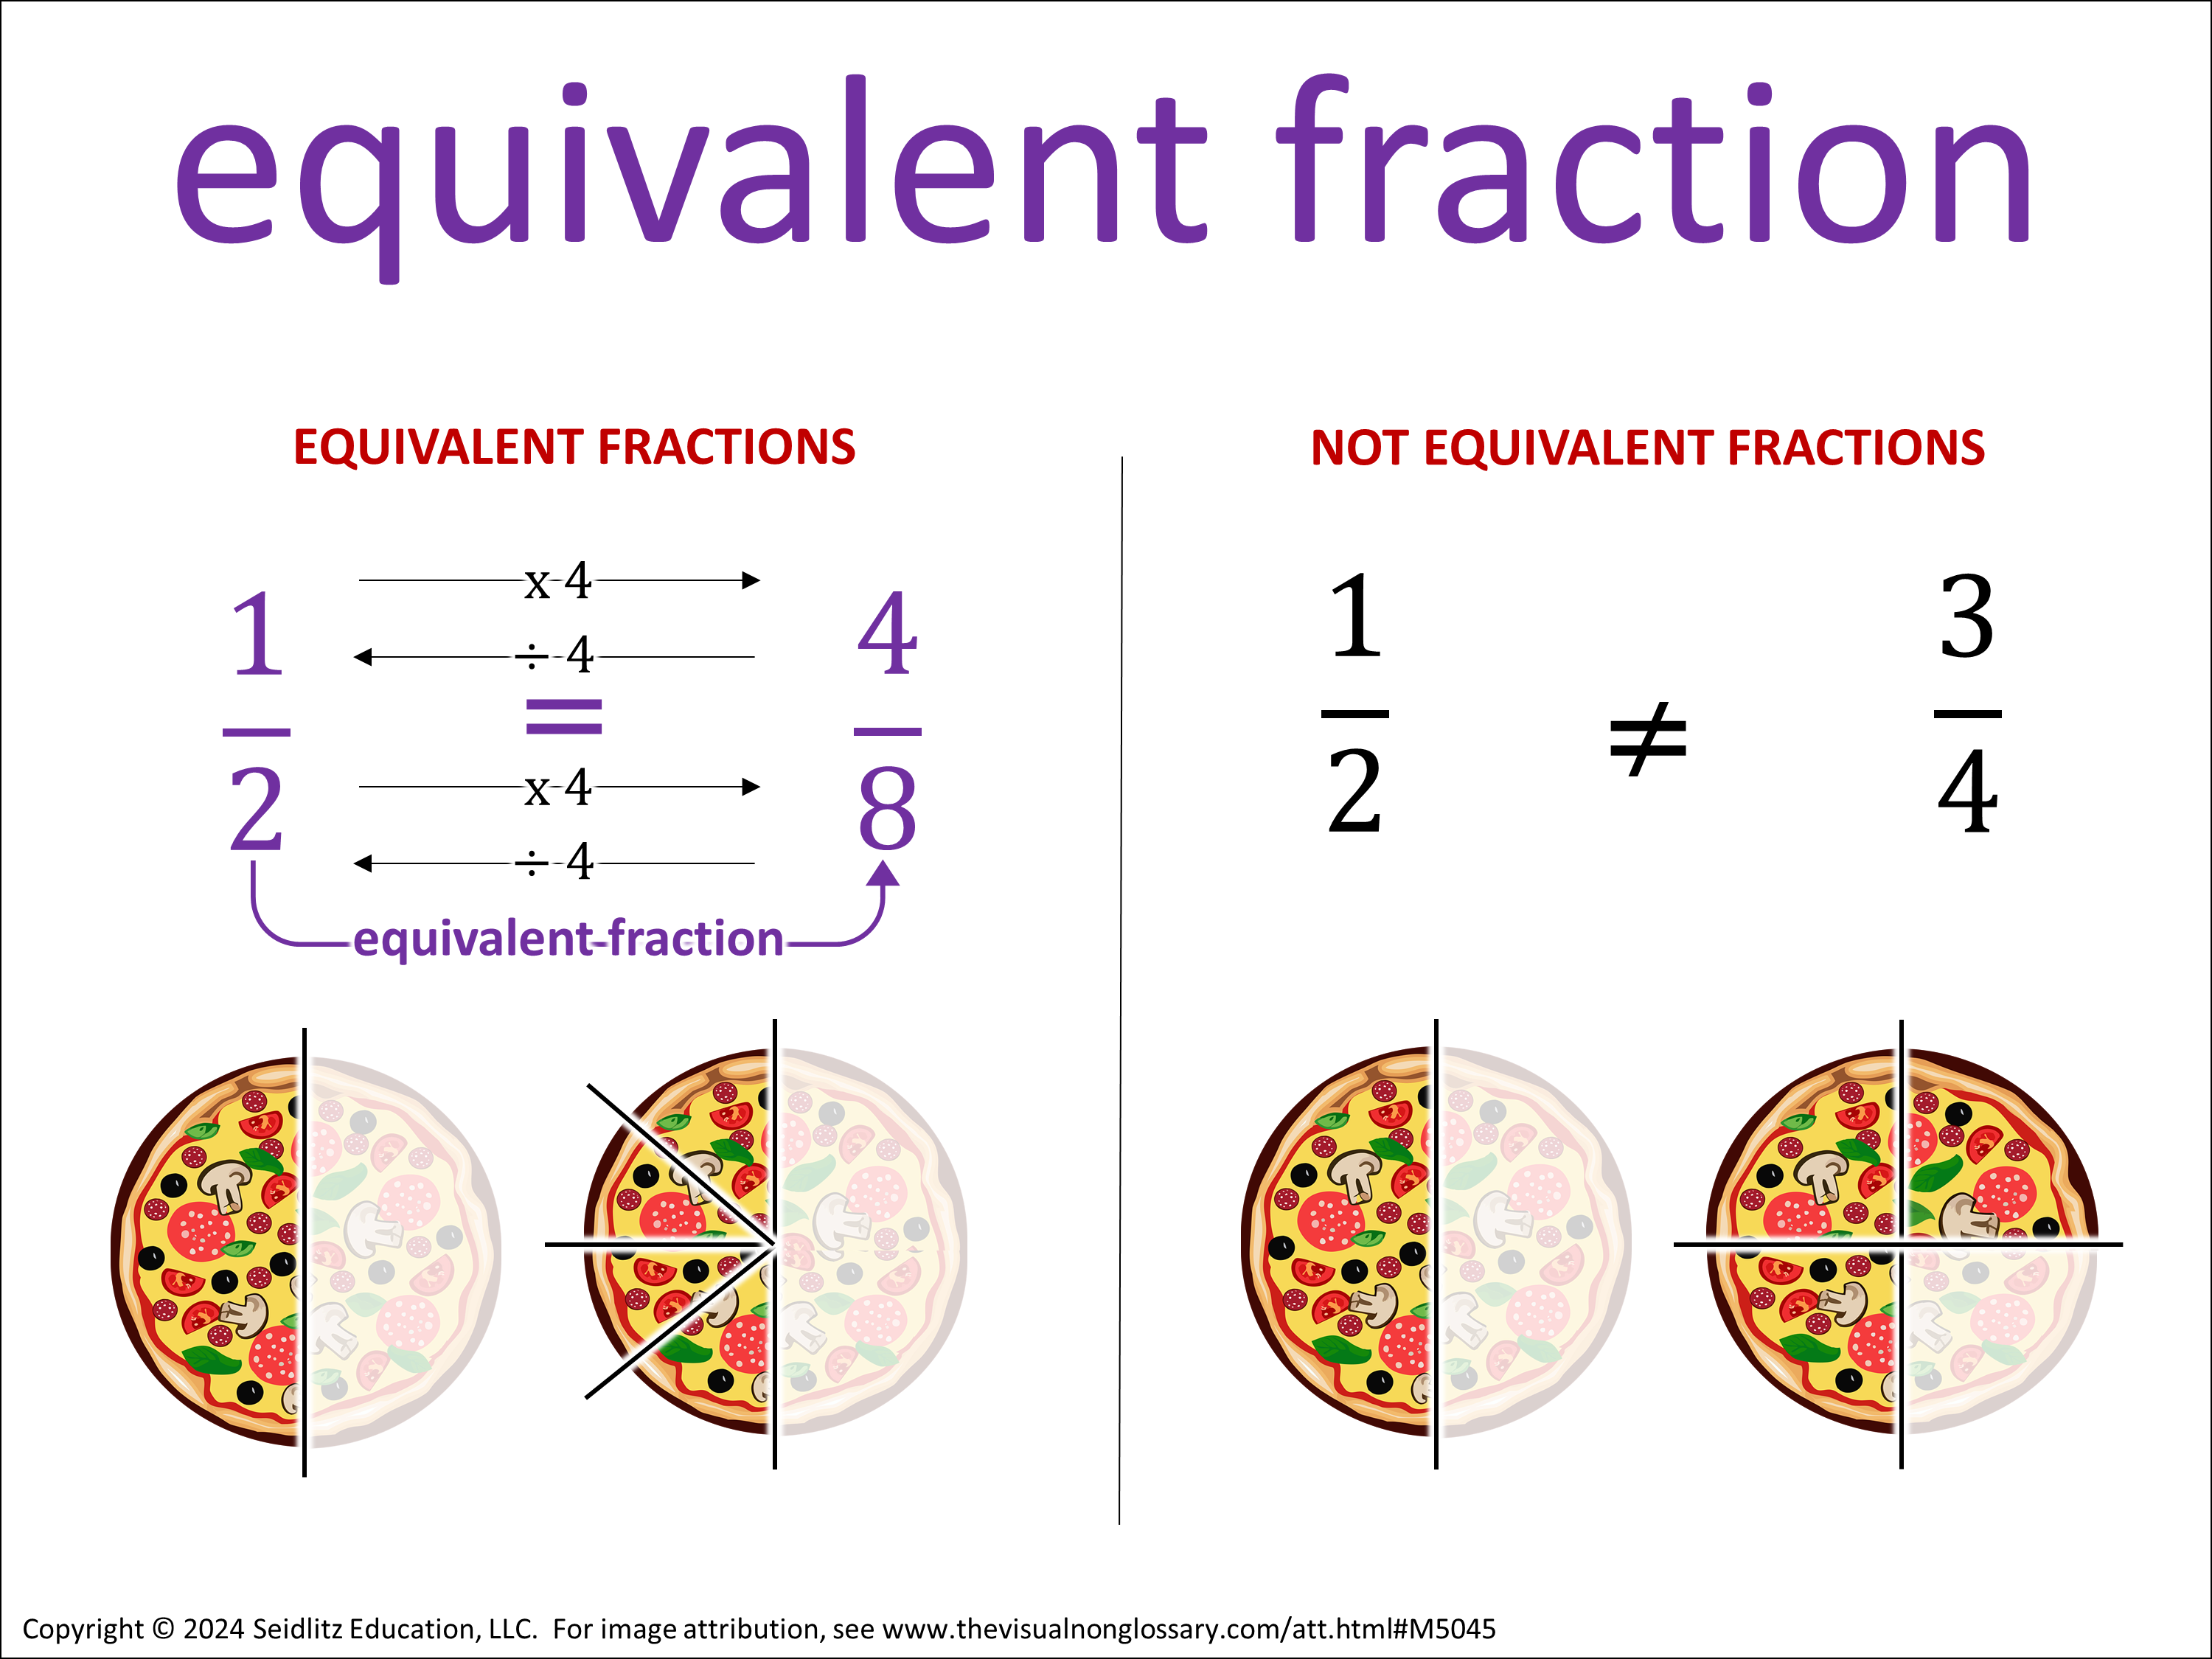 equivalent fraction
EQUIVALENT FRACTIONS
x 4
÷ 4
1
2
=
4
8
x 4
÷ 4
equivalent fraction
NOT EQUIVALENT FRACTIONS
1
2
≠
3
4
Copyright © 2024 Seidlitz Education, LLC. For image attribution, see www.thevisualnonglossary.com/att.html#M5045